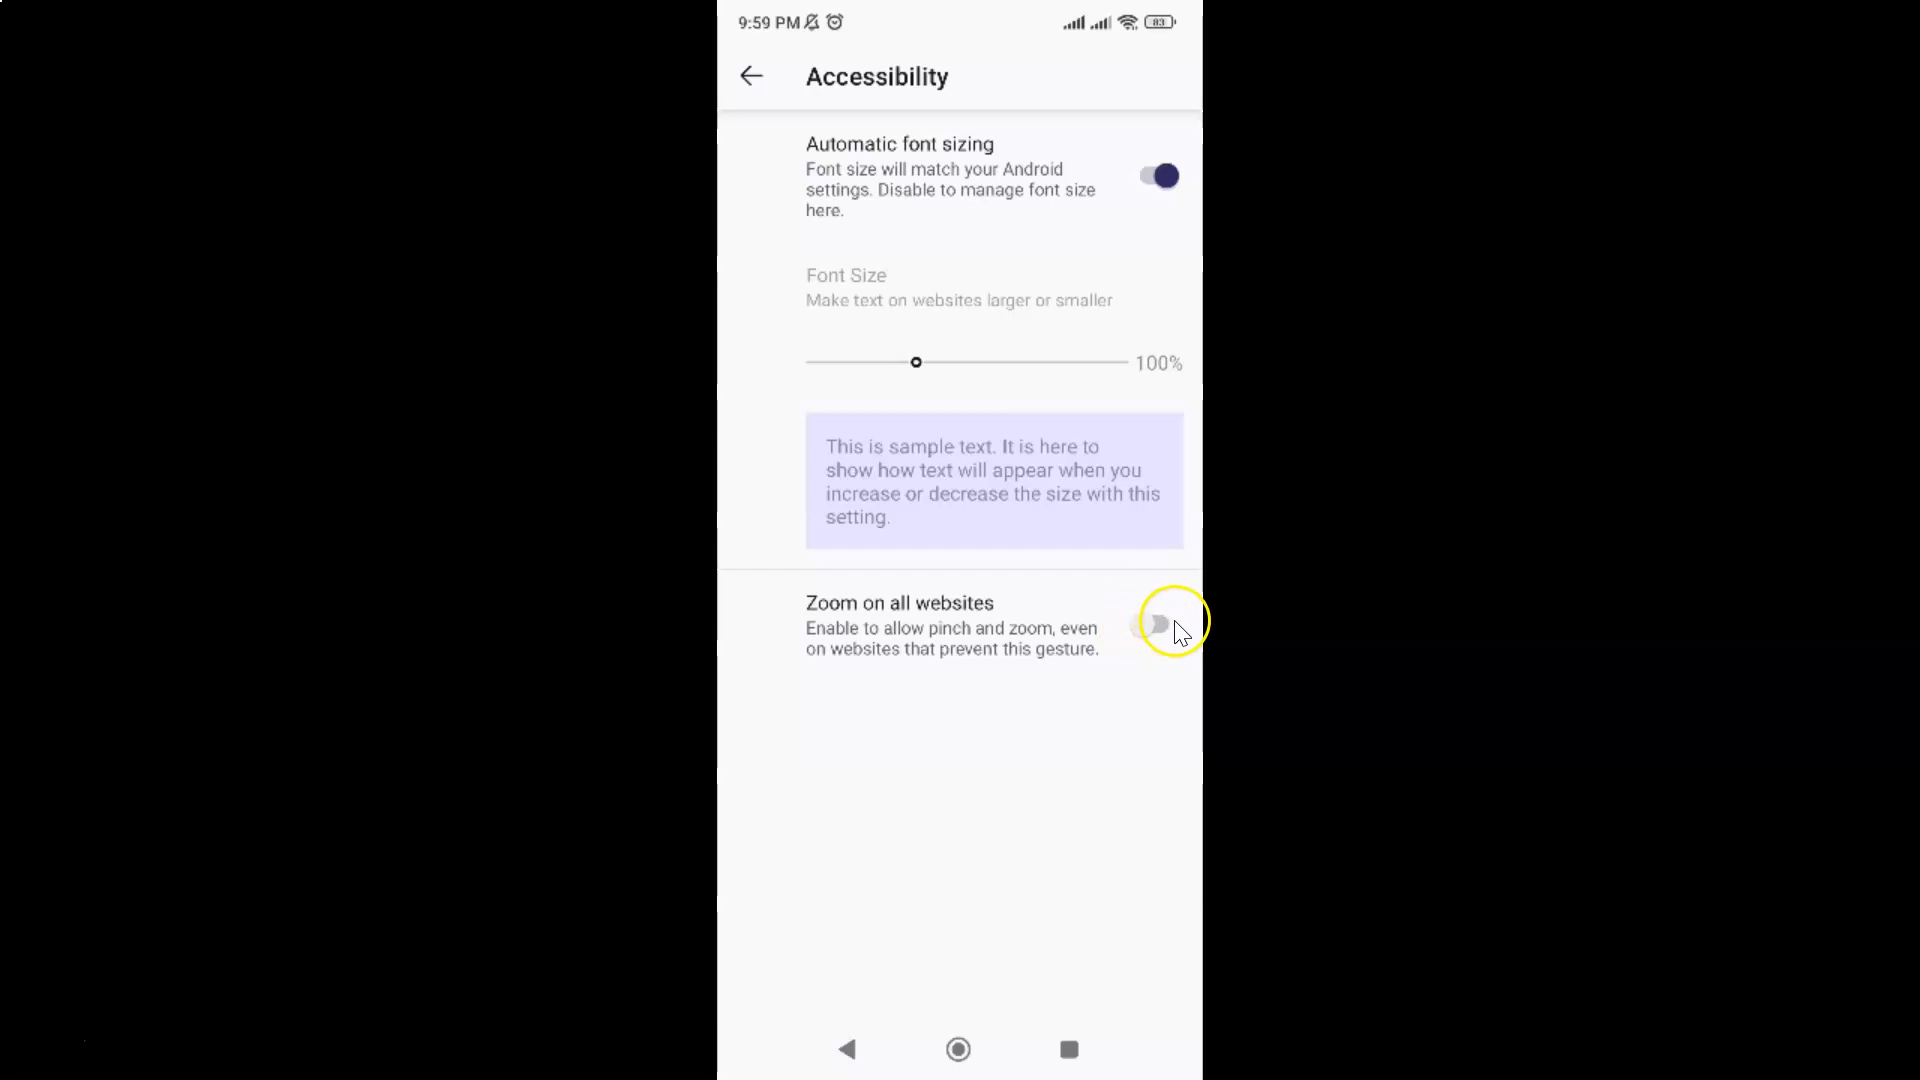 9:59 PM
83
Accessibility
Automatic font sizing
Font size will match your Android
settings. Disable to manage font size
here.
Font Size
Make text on websites larger or smaller
100%
This is sample text. It is here to
show how text will appear when you
increase or decrease the size with this
setting.
Zoom on all websites
Enable to allow pinch and zoom, even
on websites that prevent this gesture.